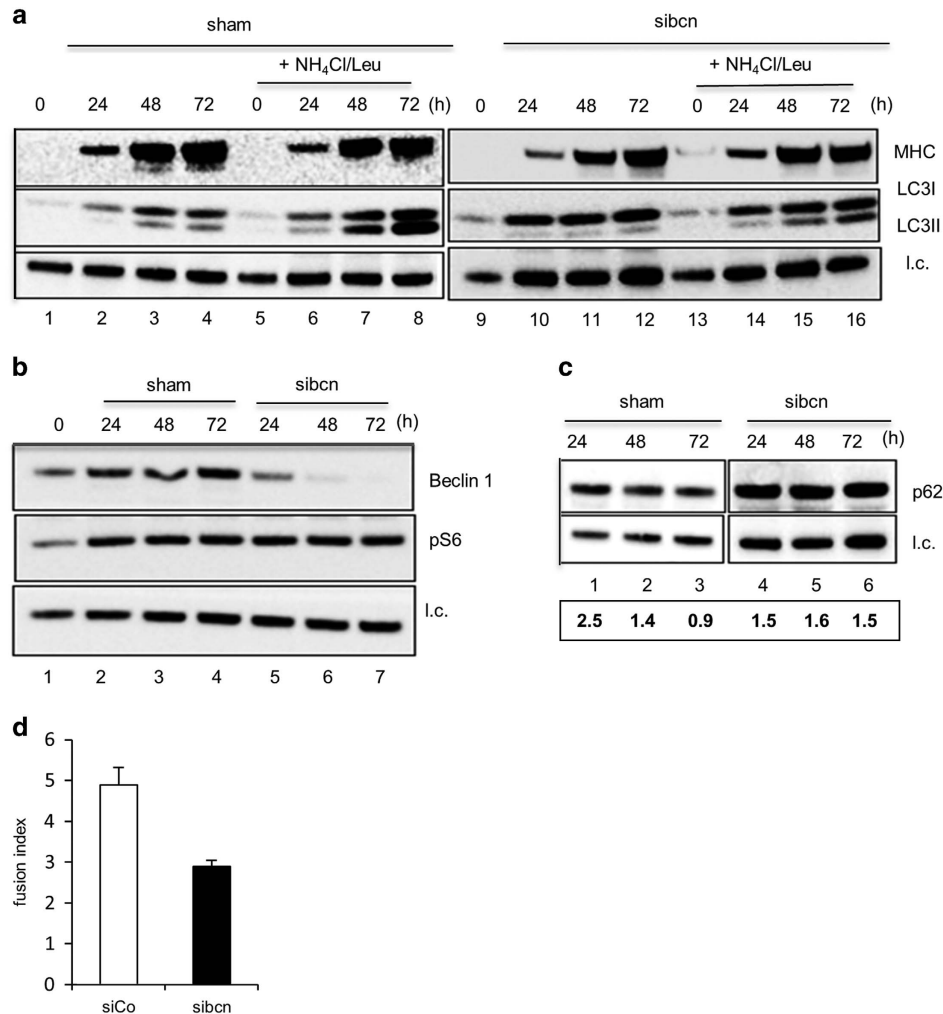 a
sham
sibcn
+ NH₄Cl/Leu
+ NH₄Cl/Leu
0 24 48 72 0 24 48 72 (h)
0 24 48 72 0 24 48 72 (h)
MHC
LC3I
LC3II
l.c.
1 2 3 4 5 6 7 8
9 10 11 12 13 14 15 16
b
sham sibcn
0 24 48 72 24 48 72 (h)
Beclin 1
pS6
l.c.
1 2 3 4 5 6 7
c
sham sibcn
24 48 72 24 48 72 (h)
p62
l.c.
1 2 3 4 5 6
2.5 1.4 0.9 1.5 1.6 1.5
d
fusion index
6
5
4
3
2
1
0
siCo sibcn